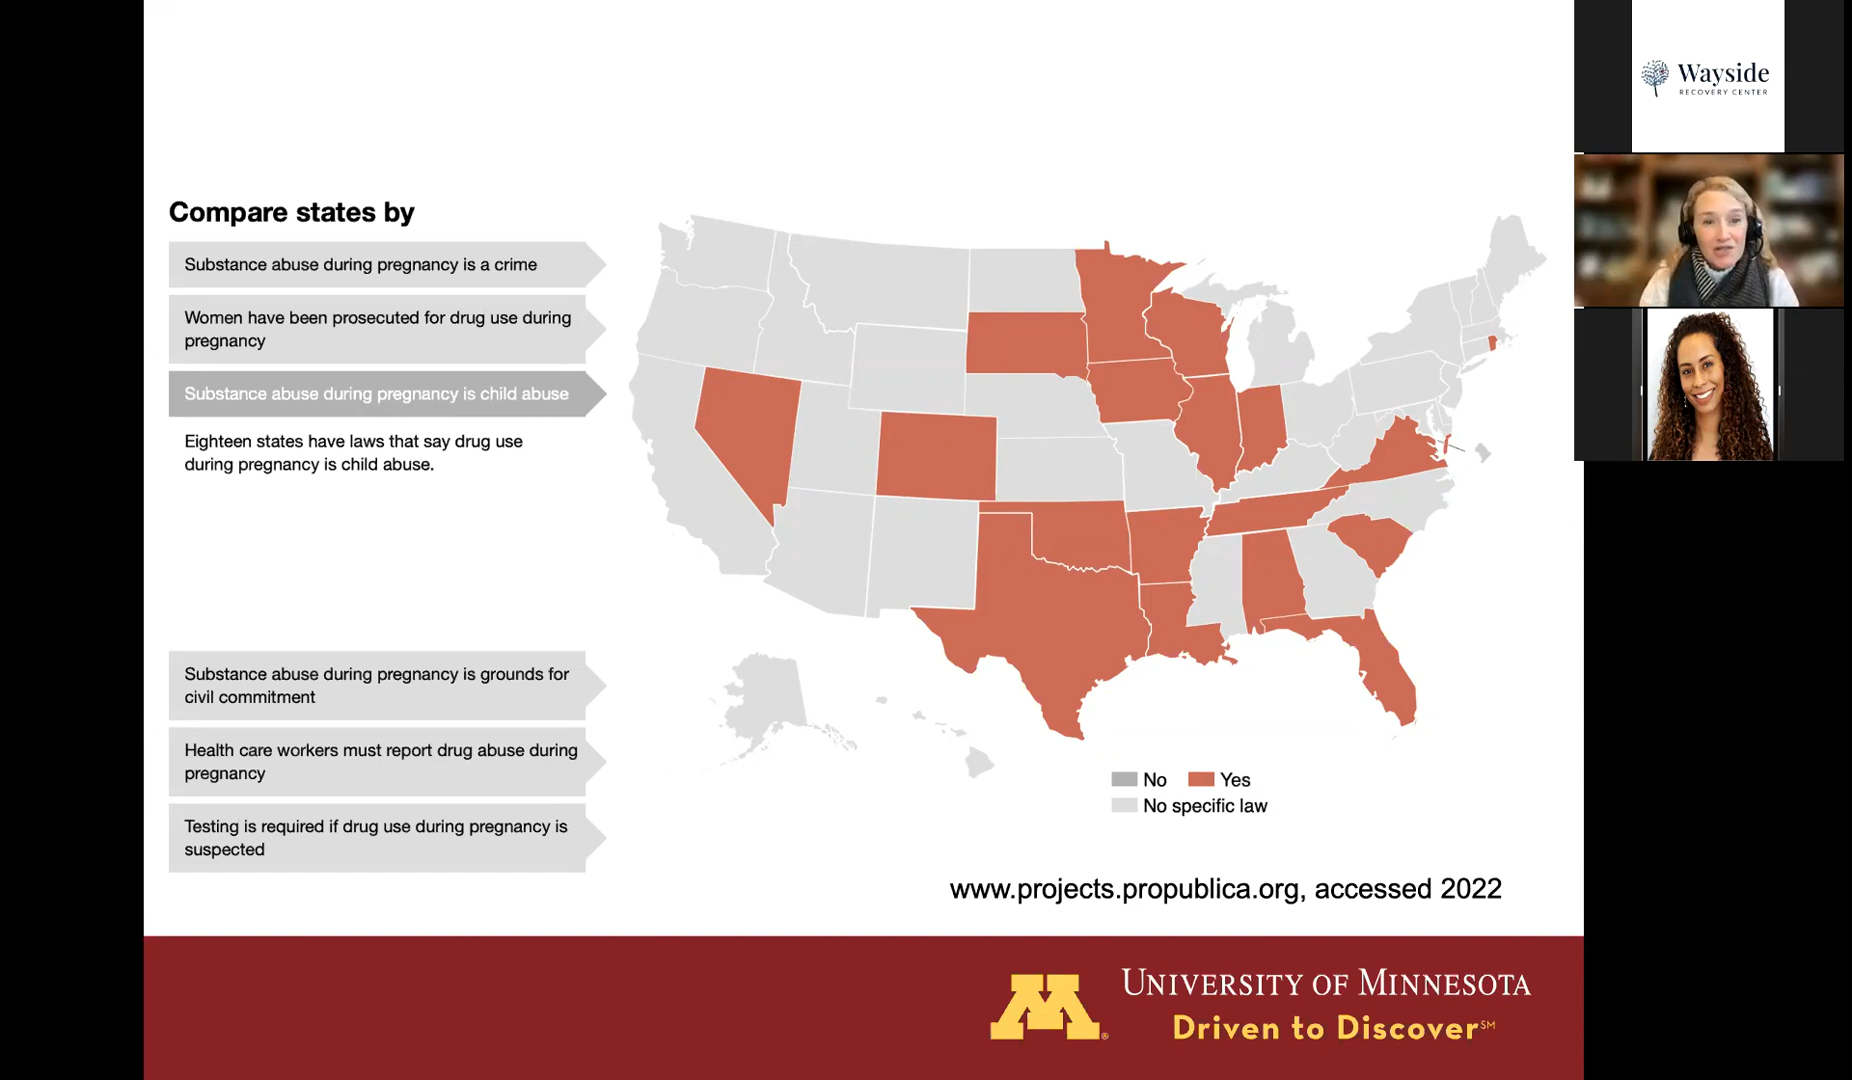 Compare states by
Substance abuse during pregnancy is a crime
Women have been prosecuted for drug use during
pregnancy
Substance abuse during pregnancy is child abuse
Eighteen states have laws that say drug use
during pregnancy is child abuse.
Substance abuse during pregnancy is grounds for
civil commitment
Health care workers must report drug abuse during
pregnancy
Testing is required if drug use during pregnancy is
suspected
No Yes
No specific law
www.projects.propublica.org, accessed 2022
M®
UNIVERSITY OF MINNESOTA
Driven to Discover℠
Wayside
RECOVERY CENTER